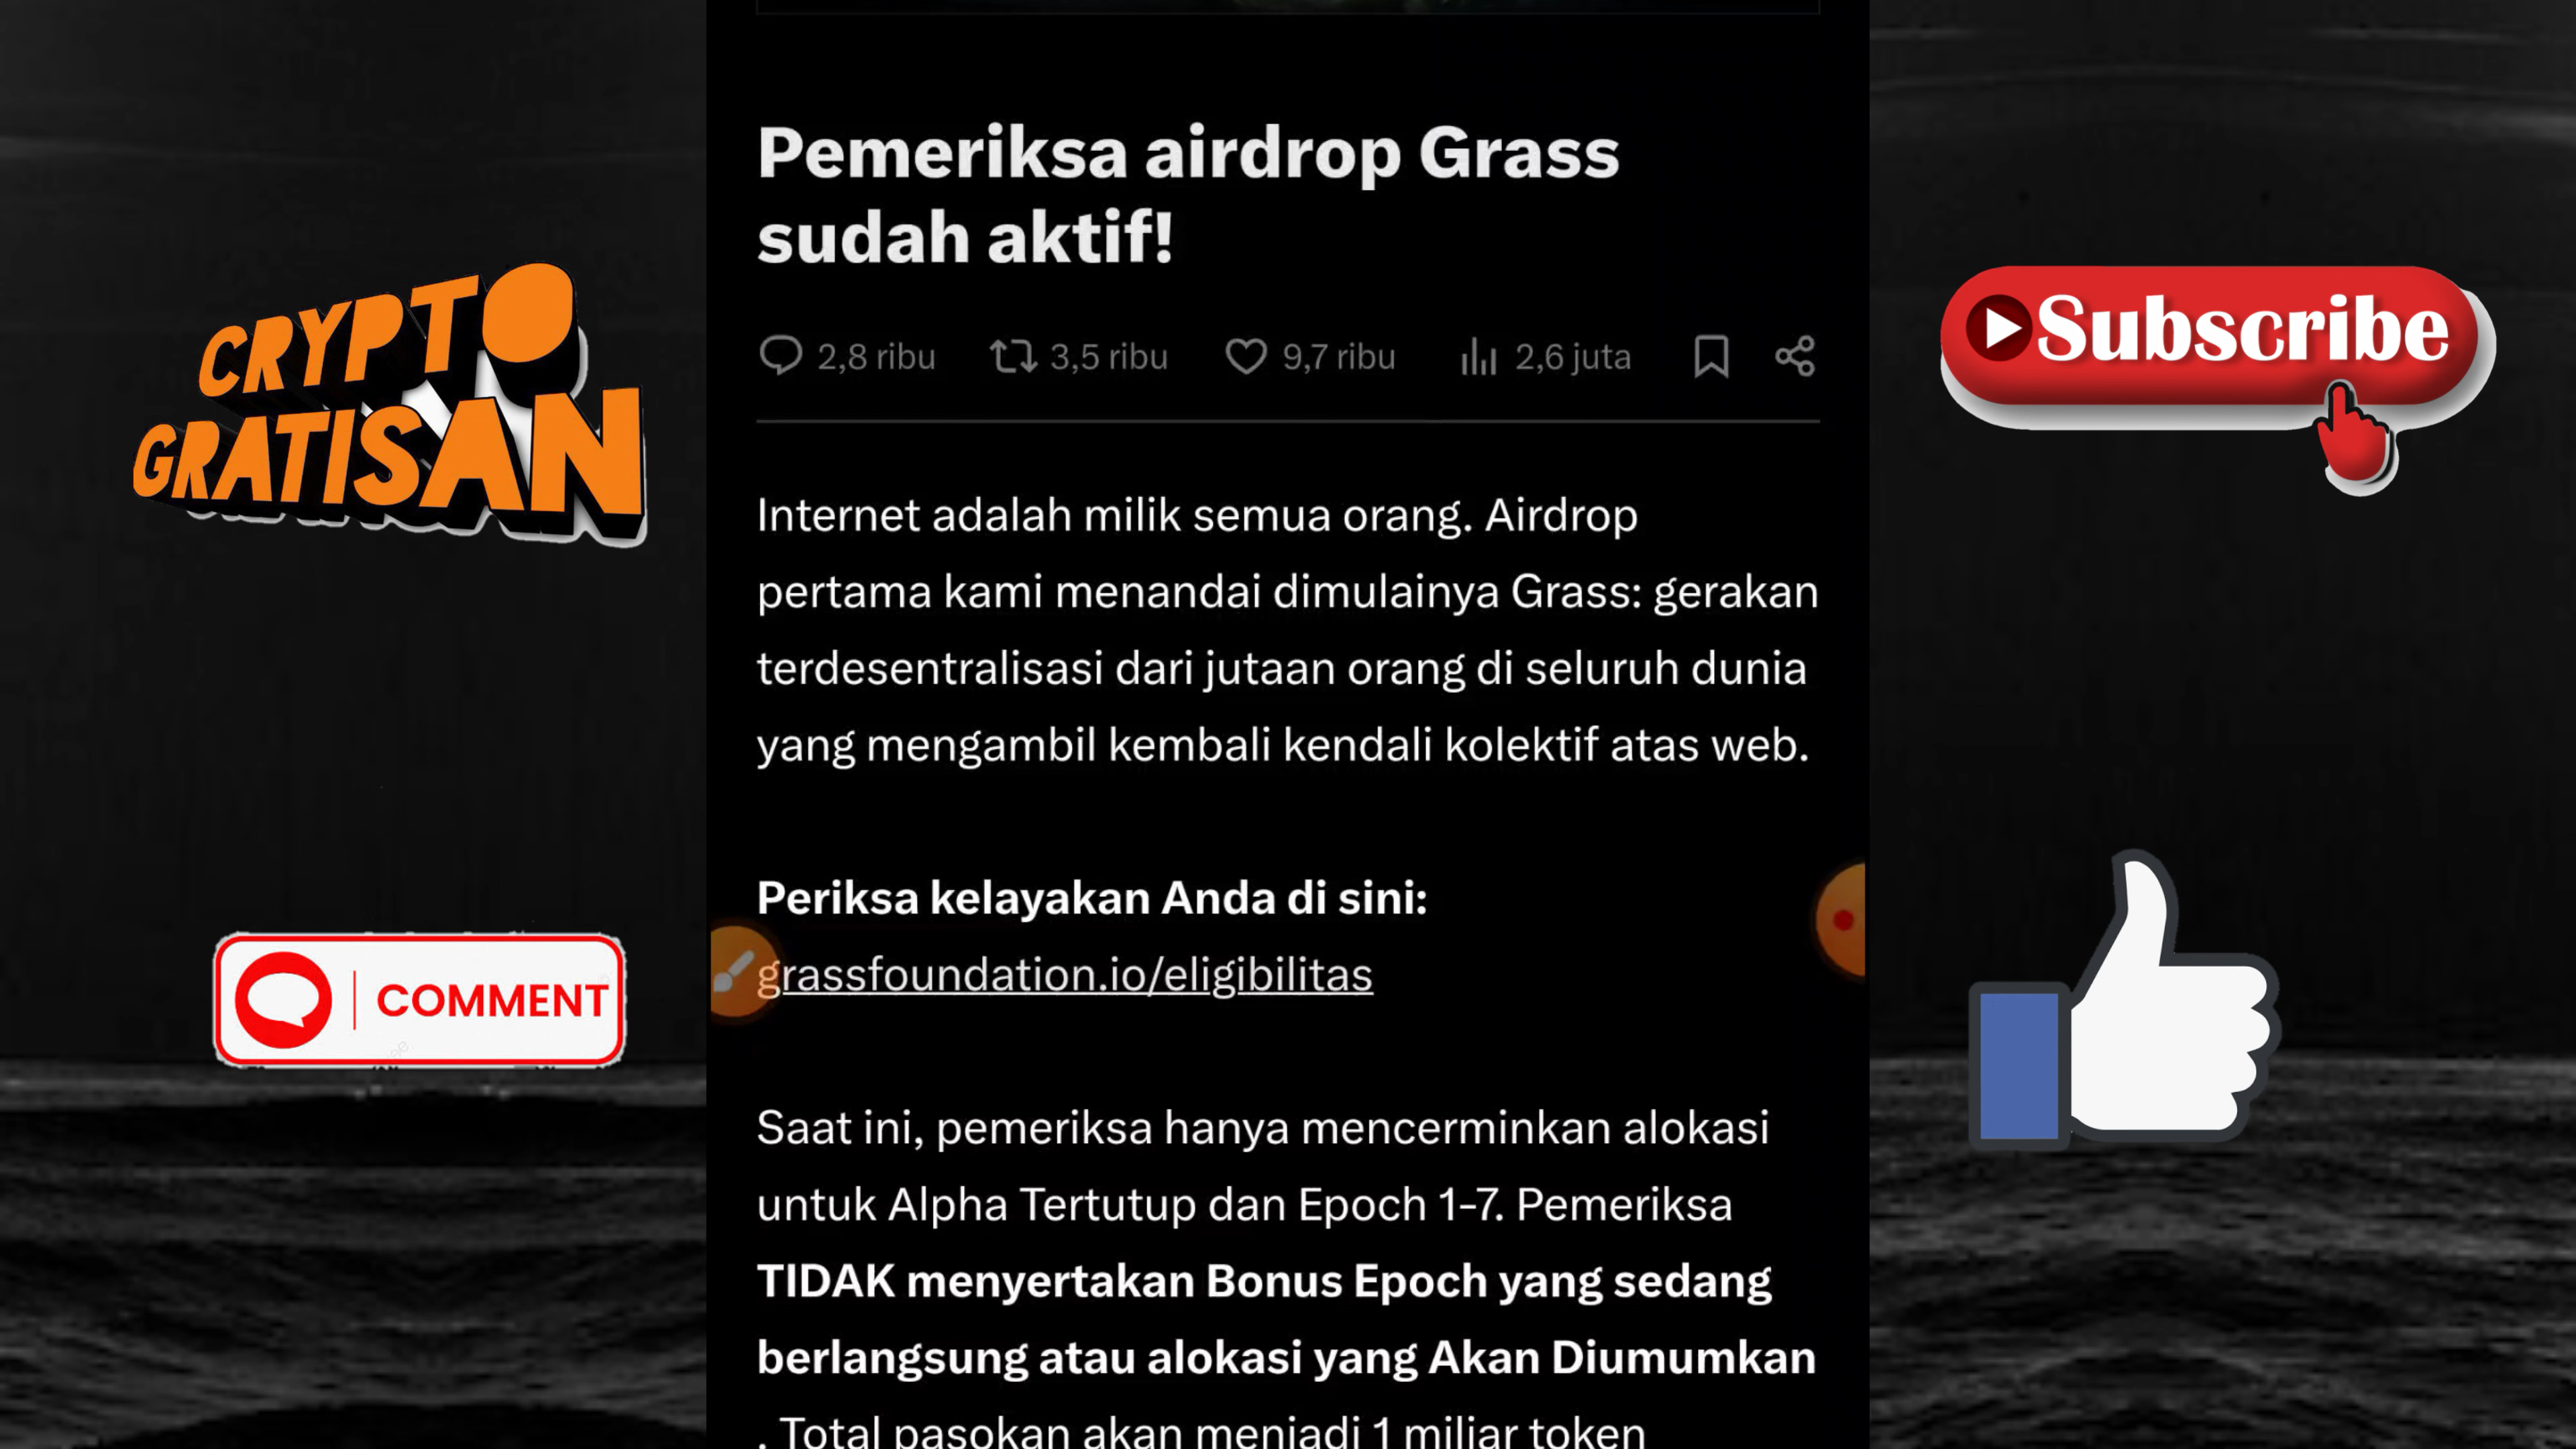 CRYPTO
GRATISAN
COMMENT
Pemeriksa airdrop Grass
sudah aktif!
2,8 ribu 3,5 ribu 9,7 ribu 2,6 juta
Internet adalah milik semua orang. Airdrop
pertama kami menandai dimulainya Grass: gerakan
terdesentralisasi dari jutaan orang di seluruh dunia
yang mengambil kembali kendali kolektif atas web.
Periksa kelayakan Anda di sini:
grassfoundation.io/eligibilitas
Saat ini, pemeriksa hanya mencerminkan alokasi
untuk Alpha Tertutup dan Epoch 1-7. Pemeriksa
TIDAK menyertakan Bonus Epoch yang sedang
berlangsung atau alokasi yang Akan Diumumkan
. Total pasokan akan menjadi 1 miliar token
Subscribe